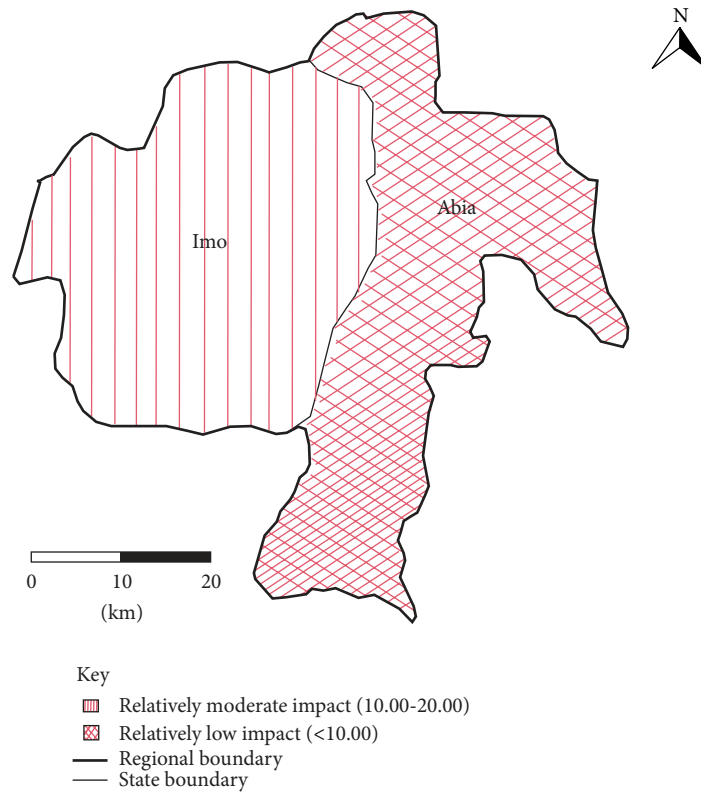 N
Abia
Imo
0 10 20
(km)
Key
Relatively moderate impact (10.00-20.00)
Relatively low impact (<10.00)
Regional boundary
State boundary